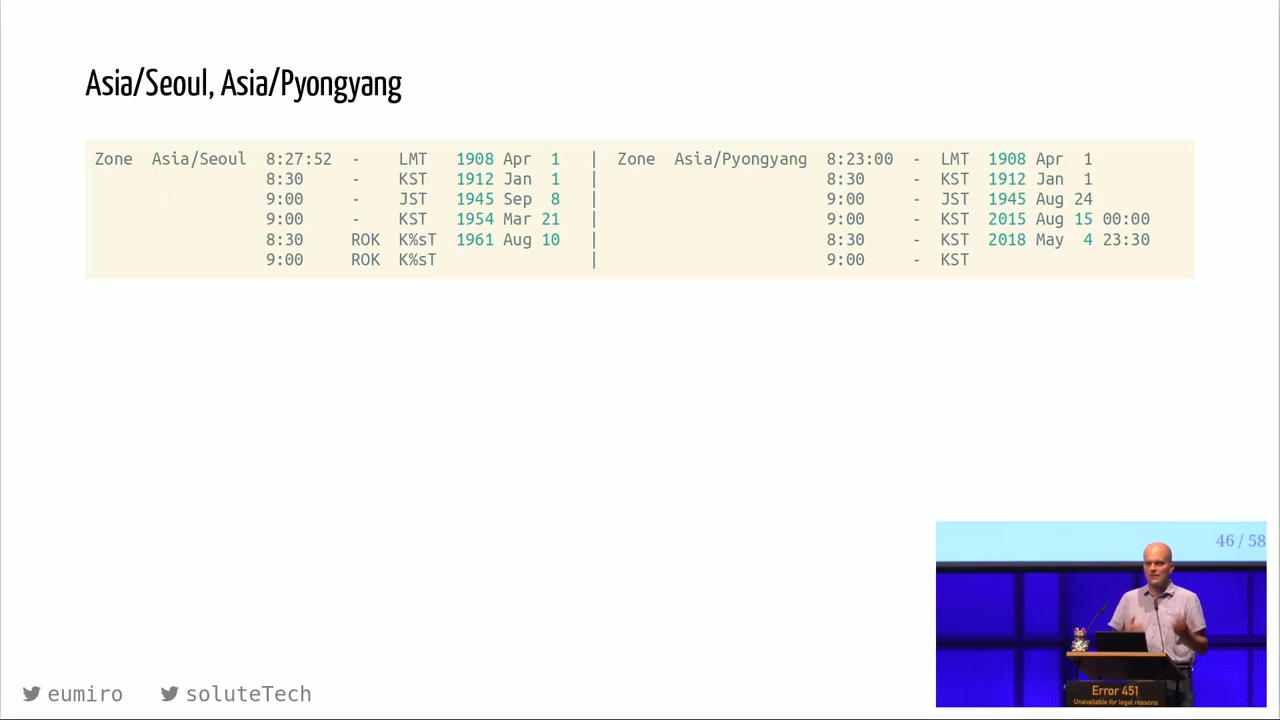 Asia/Seoul, Asia/Pyongyang
Zone  Asia/Seoul  8:27:52  -    LMT   1908 Apr  1   |  Zone  Asia/Pyongyang  8:23:00  -  LMT  1908 Apr  1
8:30     -    KST   1912 Jan  1   |                        8:30     -  KST  1912 Jan  1
9:00     -    JST   1945 Sep  8   |                        9:00     -  JST  1945 Aug 24
9:00     -    KST   1954 Mar 21   |                        9:00     -  KST  2015 Aug 15 00:00
8:30     ROK  K%sT  1961 Aug 10   |                        8:30     -  KST  2018 May  4 23:30
9:00     ROK  K%sT                |                        9:00     -  KST
46 / 58
Error 451
Unavailable for legal reasons
eumiro   soluteTech